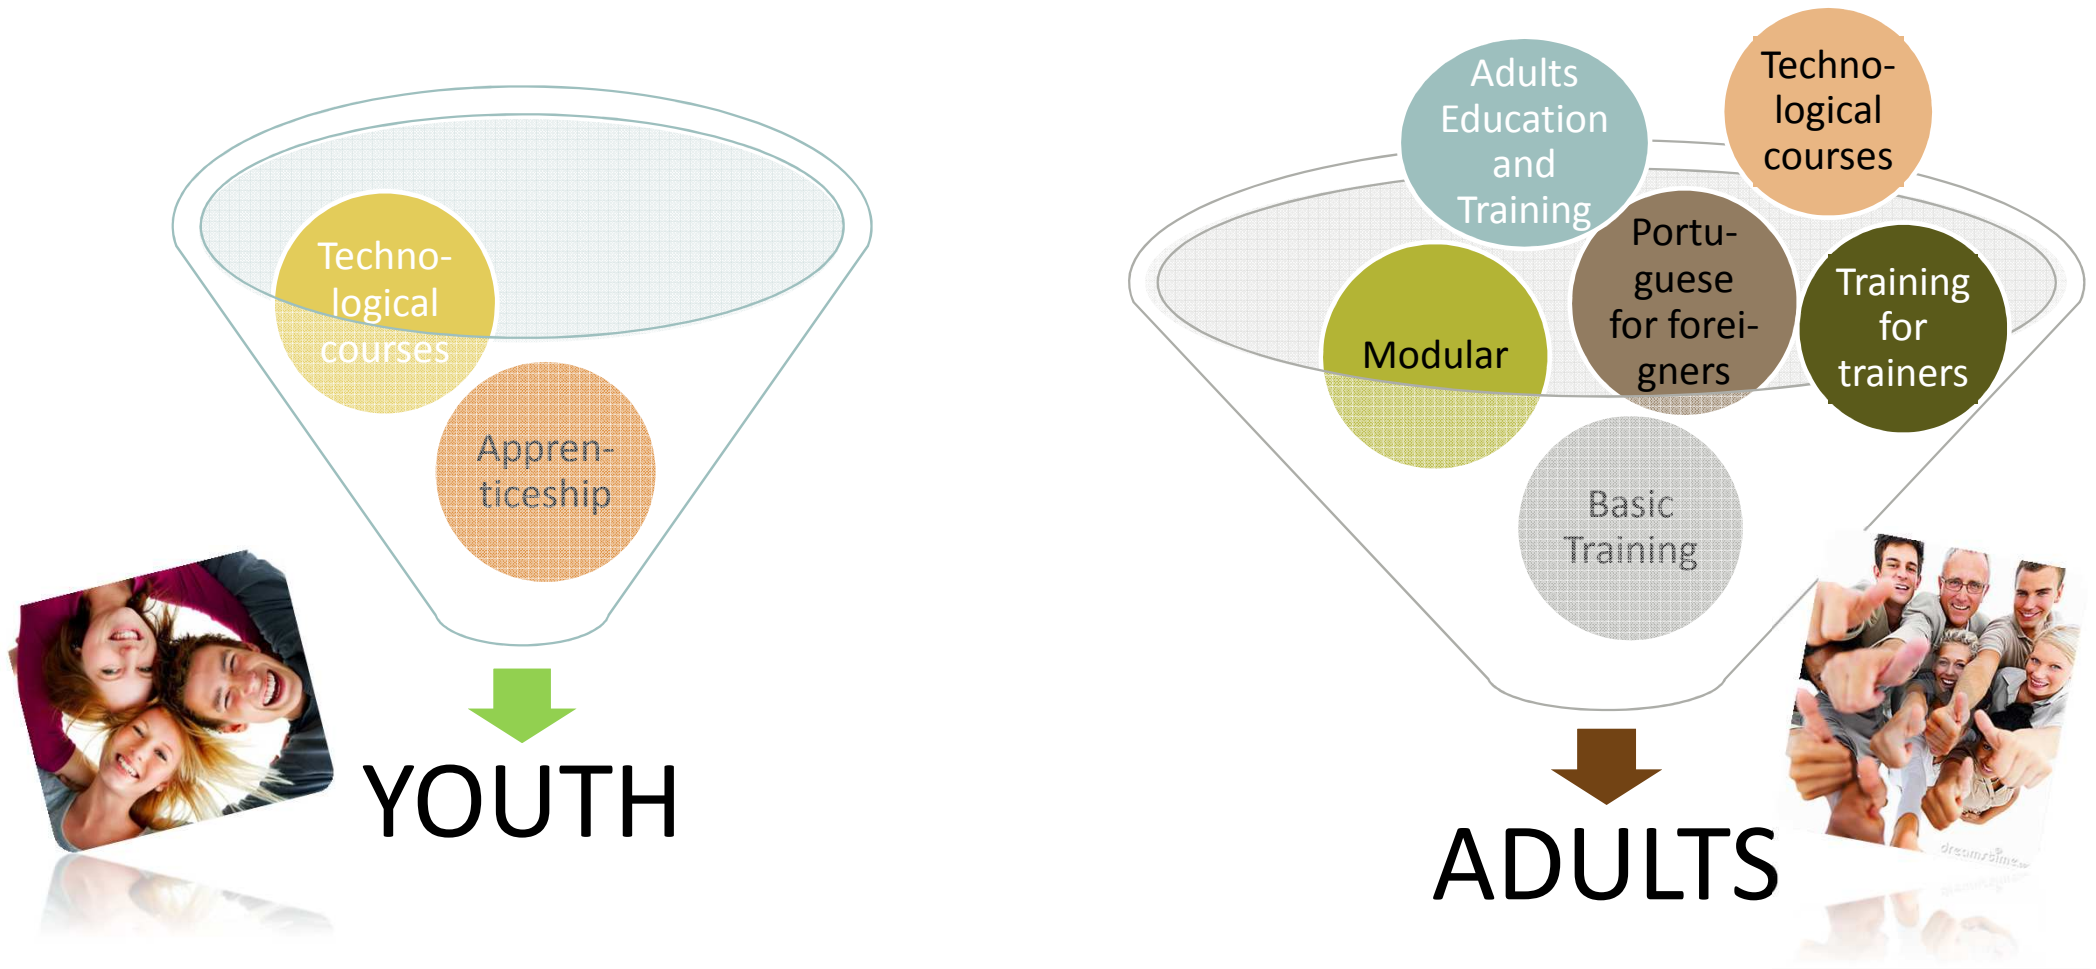 Techno-
logical
courses
Appren-
ticeship
YOUTH
Adults
Education
and
Training
Techno-
logical
courses
Portu-
guese
for forei-
gners
Training
for
trainers
Modular
Basic
Training
ADULTS
dreamstime